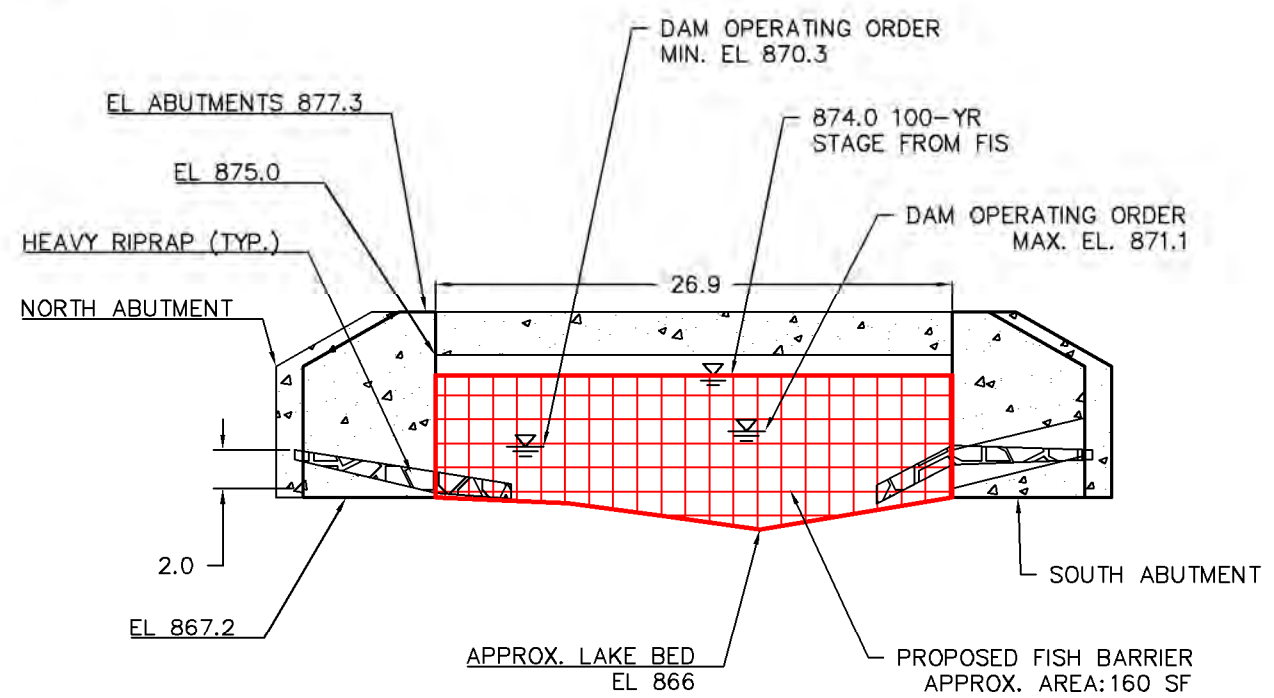 DAM OPERATING ORDER
MIN. EL 870.3
EL ABUTMENTS 877.3
874.0 100-YR
STAGE FROM FIS
EL 875.0
DAM OPERATING ORDER
MAX. EL. 871.1
HEAVY RIPRAP (TYP.)
26.9
NORTH ABUTMENT
2.0
SOUTH ABUTMENT
EL 867.2
APPROX. LAKE BED
EL 866
PROPOSED FISH BARRIER
APPROX. AREA: 160 SF